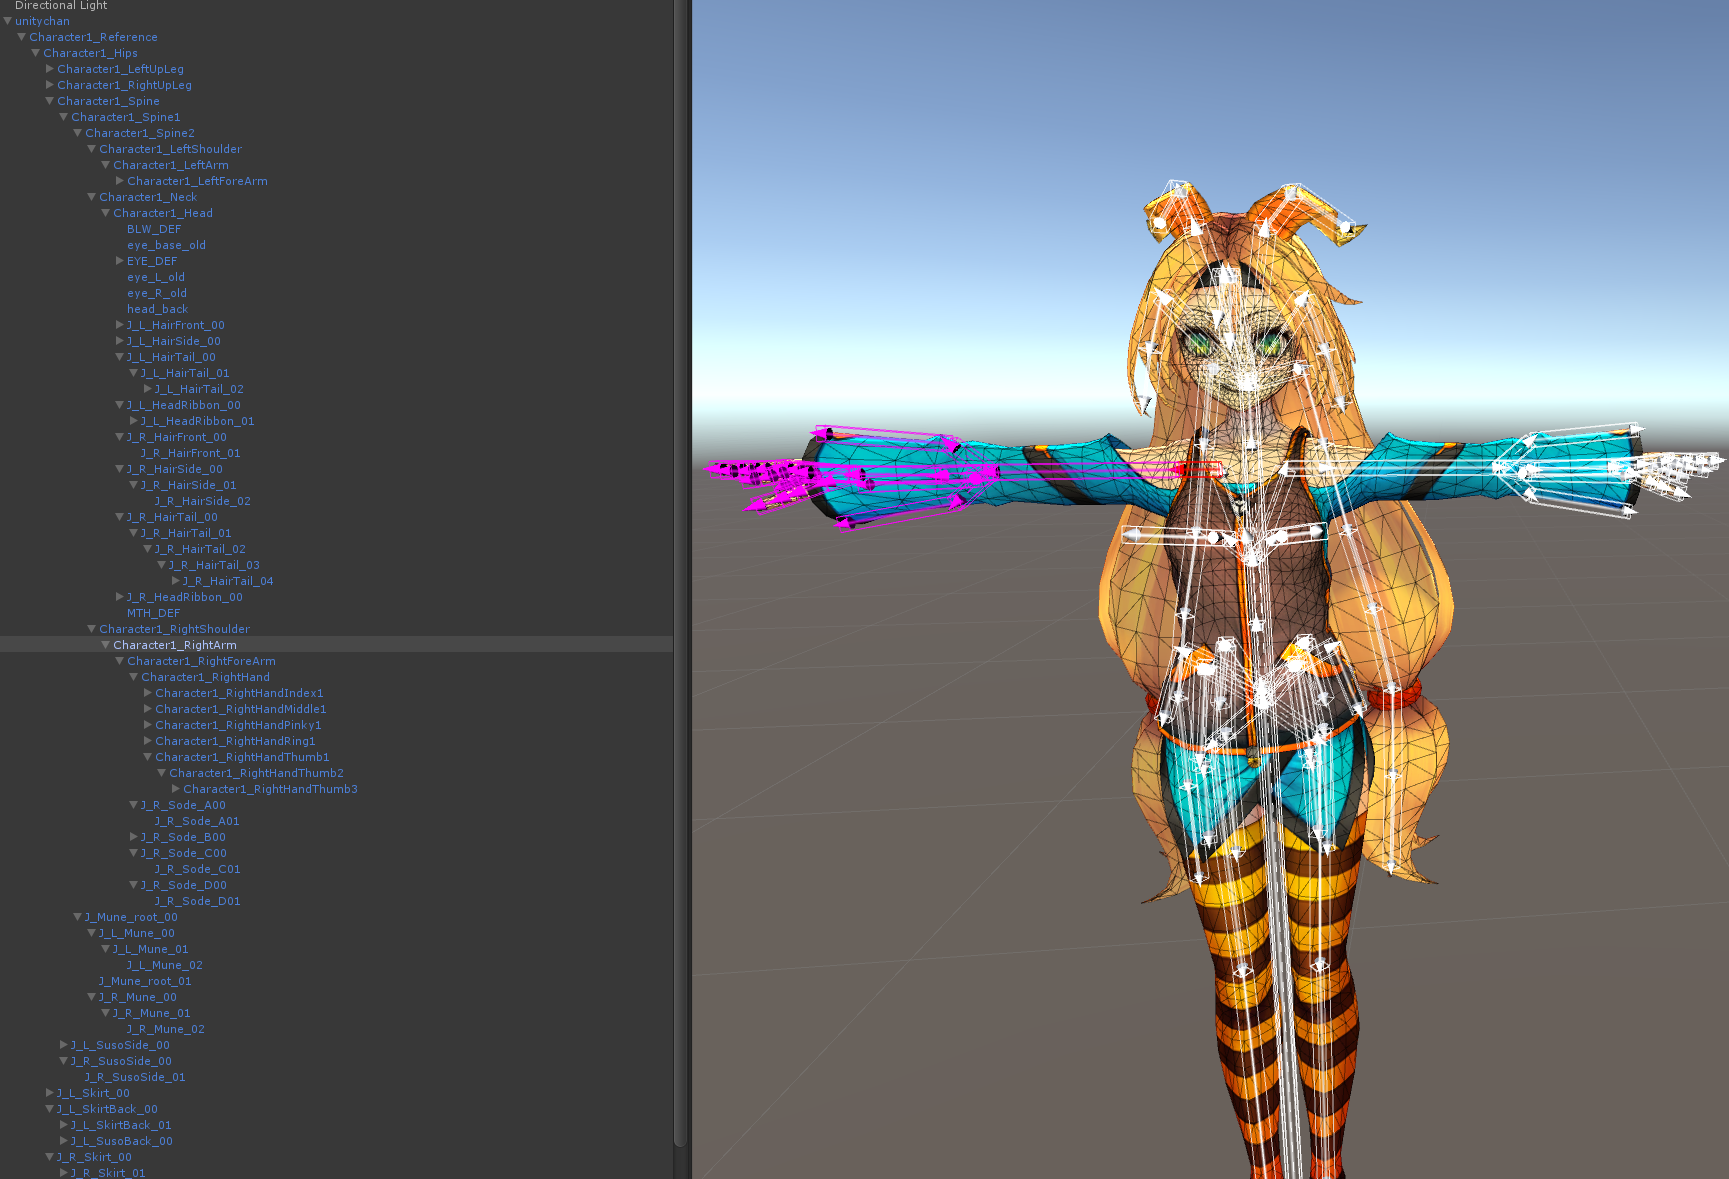 Directional Light
unitychan
Character1_Reference
Character1_Hips
Character1_LeftUpLeg
Character1_RightUpLeg
Character1_Spine
Character1_Spine1
Character1_Spine2
Character1_LeftShoulder
Character1_LeftArm
Character1_LeftForeArm
Character1_Neck
Character1_Head
BLW_DEF
eye_base_old
EYE_DEF
eye_L_old
eye_R_old
head_back
J_L_HairFront_00
J_L_HairSide_00
J_L_HairTail_00
J_L_HairTail_01
J_L_HairTail_02
J_L_HeadRibbon_00
J_L_HeadRibbon_01
J_R_HairFront_00
J_R_HairFront_01
J_R_HairSide_00
J_R_HairSide_01
J_R_HairSide_02
J_R_HairTail_00
J_R_HairTail_01
J_R_HairTail_02
J_R_HairTail_03
J_R_HairTail_04
J_R_HeadRibbon_00
MTH_DEF
Character1_RightShoulder
Character1_RightArm
Character1_RightForeArm
Character1_RightHand
Character1_RightHandIndex1
Character1_RightHandMiddle1
Character1_RightHandPinky1
Character1_RightHandRing1
Character1_RightHandThumb1
Character1_RightHandThumb2
Character1_RightHandThumb3
J_R_Sode_A00
J_R_Sode_A01
J_R_Sode_B00
J_R_Sode_C00
J_R_Sode_C01
J_R_Sode_D00
J_R_Sode_D01
J_Mune_root_00
J_L_Mune_00
J_L_Mune_01
J_L_Mune_02
J_Mune_root_01
J_R_Mune_00
J_R_Mune_01
J_R_Mune_02
J_L_SusoSide_00
J_R_SusoSide_00
J_R_SusoSide_01
J_L_Skirt_00
J_L_SkirtBack_00
J_L_SkirtBack_01
J_L_SusoBack_00
J_R_Skirt_00
J_R_Skirt_01